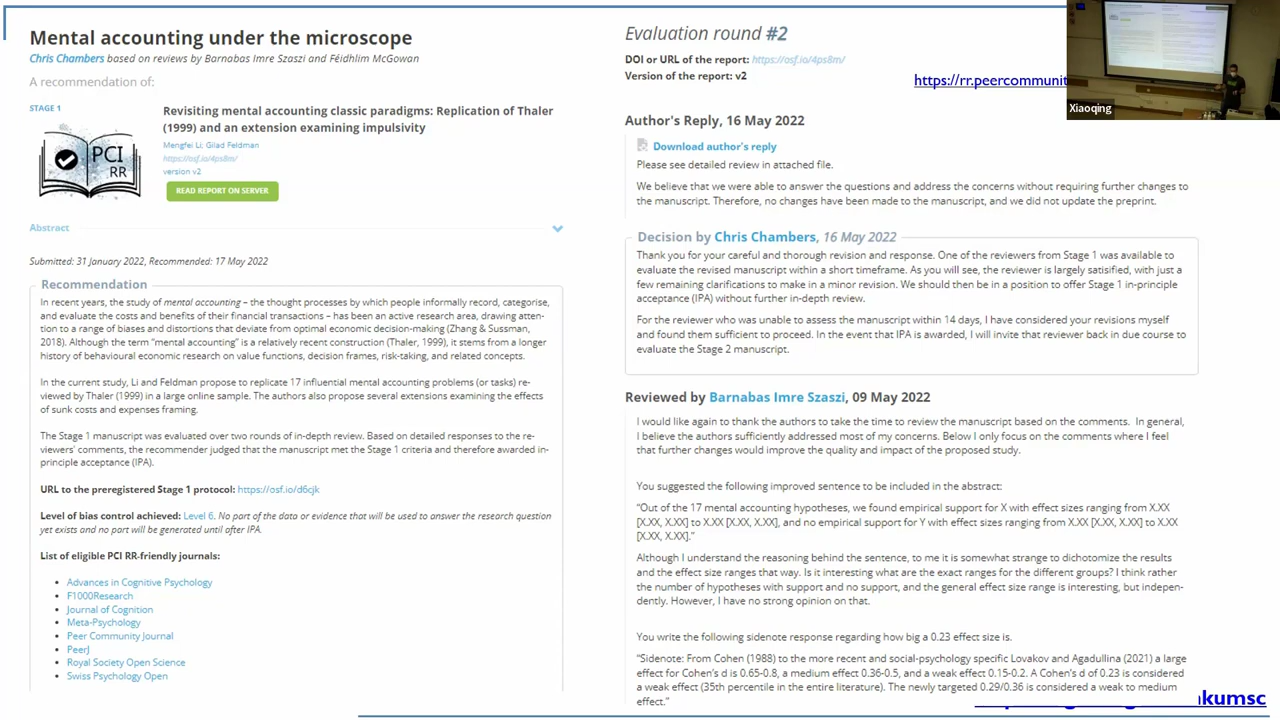 Mental accounting under the microscope
Chris Chambers based on reviews by Barnabas Imre Szaszi and Féidhlim McGowan
A recommendation of:
STAGE 1
PCI
RR
Revisiting mental accounting classic paradigms: Replication of Thaler
(1999) and an extension examining impulsivity
Mengfei Li; Gilad Feldman
https://osf.io/4ps8m/
version v2
READ REPORT ON SERVER
Abstract
Submitted: 31 January 2022, Recommended: 17 May 2022
Recommendation
In recent years, the study of mental accounting – the thought processes by which people informally record, categorise,
and evaluate the costs and benefits of their financial transactions – has been an active research area, drawing atten-
tion to a range of biases and distortions that deviate from optimal economic decision-making (Zhang & Sussman,
2018). Although the term “mental accounting” is a relatively recent construction (Thaler, 1999), it stems from a longer
history of behavioural economic research on value functions, decision frames, risk-taking, and related concepts.
In the current study, Li and Feldman propose to replicate 17 influential mental accounting problems (or tasks) re-
viewed by Thaler (1999) in a large online sample. The authors also propose several extensions examining the effects
of sunk costs and expenses framing.
The Stage 1 manuscript was evaluated over two rounds of in-depth review. Based on detailed responses to the re-
viewers' comments, the recommender judged that the manuscript met the Stage 1 criteria and therefore awarded in-
principle acceptance (IPA).
URL to the preregistered Stage 1 protocol: https://osf.io/d6cjk
Level of bias control achieved: Level 6. No part of the data or evidence that will be used to answer the research question
yet exists and no part will be generated until after IPA.
List of eligible PCI RR-friendly journals:
• Advances in Cognitive Psychology
• F1000Research
• Journal of Cognition
• Meta-Psychology
• Peer Community Journal
• PeerJ
• Royal Society Open Science
• Swiss Psychology Open
Evaluation round #2
DOI or URL of the report: https://osf.io/4ps8m/
Version of the report: v2
https://rr.peercommunit
Xiaoqing
Author's Reply, 16 May 2022
Download author's reply
Please see detailed review in attached file.
We believe that we were able to answer the questions and address the concerns without requiring further changes to
the manuscript. Therefore, no changes have been made to the manuscript, and we did not update the preprint.
Decision by Chris Chambers, 16 May 2022
Thank you for your careful and thorough revision and response. One of the reviewers from Stage 1 was available to
evaluate the revised manuscript within a short timeframe. As you will see, the reviewer is largely satisfied, with just a
few remaining clarifications to make in a minor revision. We should then be in a position to offer Stage 1 in-principle
acceptance (IPA) without further in-depth review.
For the reviewer who was unable to assess the manuscript within 14 days, I have considered your revisions myself
and found them sufficient to proceed. In the event that IPA is awarded, I will invite that reviewer back in due course to
evaluate the Stage 2 manuscript.
Reviewed by Barnabas Imre Szaszi, 09 May 2022
I would like again to thank the authors to take the time to review the manuscript based on the comments. In general,
I believe the authors sufficiently addressed most of my concerns. Below I only focus on the comments where I feel
that further changes would improve the quality and impact of the proposed study.
You suggested the following improved sentence to be included in the abstract:
“Out of the 17 mental accounting hypotheses, we found empirical support for X with effect sizes ranging from X.XX
[X.XX, X.XX] to X.XX [X.XX, X.XX], and no empirical support for Y with effect sizes ranging from X.XX [X.XX, X.XX] to X.XX
[X.XX, X.XX].”
Although I understand the reasoning behind the sentence, to me it is somewhat strange to dichotomize the results
and the effect size ranges that way. Is it interesting what are the exact ranges for the different groups? I think rather
the number of hypotheses with support and no support, and the general effect size range is interesting, but indepen-
dently. However, I have no strong opinion on that.
You write the following sidenote response regarding how big a 0.23 effect size is.
“Sidenote: From Cohen (1988) to the more recent and social-psychology specific Lovakov and Agadullina (2021) a large
effect for Cohen's d is 0.65-0.8, a medium effect 0.36-0.5, and a weak effect 0.15-0.2. A Cohen's d of 0.23 is considered
a weak effect (35th percentile in the entire literature). The newly targeted 0.29/0.36 is considered a weak to medium
effect.”
kumsc